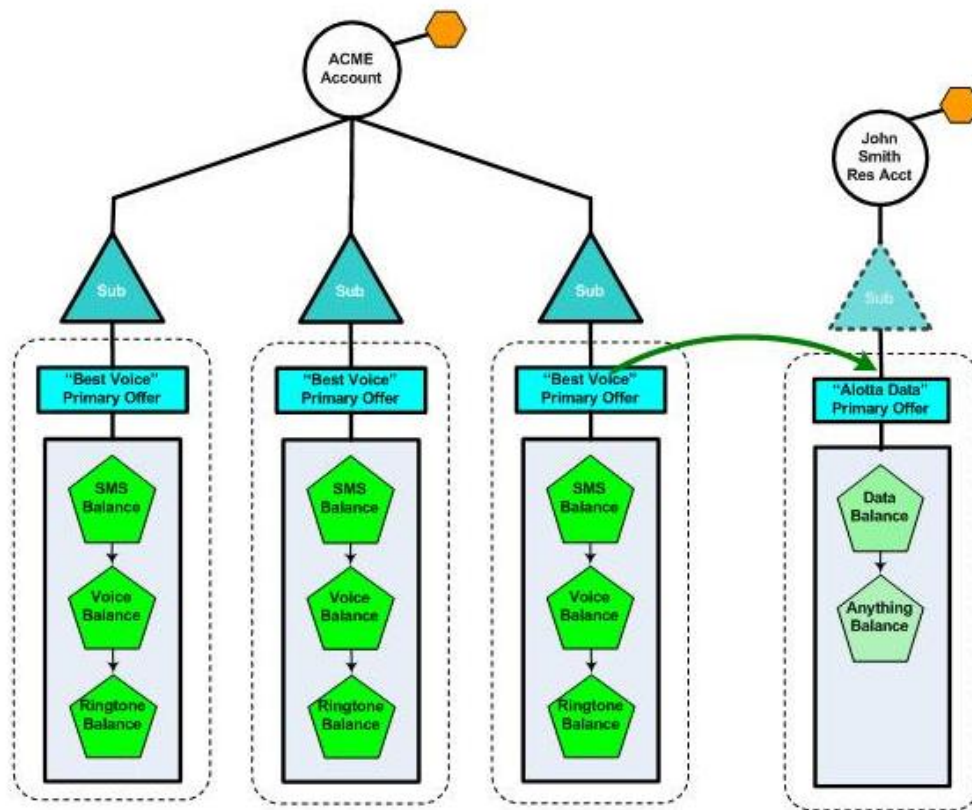 ACME
Account
John
Smith
Res Acct
Sub
Sub
Sub
Sub
"Best Voice"
Primary Offer
"Best Voice"
Primary Offer
"Best Voice"
Primary Offer
"Alotta Data"
Primary Offer
SMS
Balance
Voice
Balance
Ringtone
Balance
SMS
Balance
Voice
Balance
Ringtone
Balance
SMS
Balance
Voice
Balance
Ringtone
Balance
Data
Balance
Anything
Balance